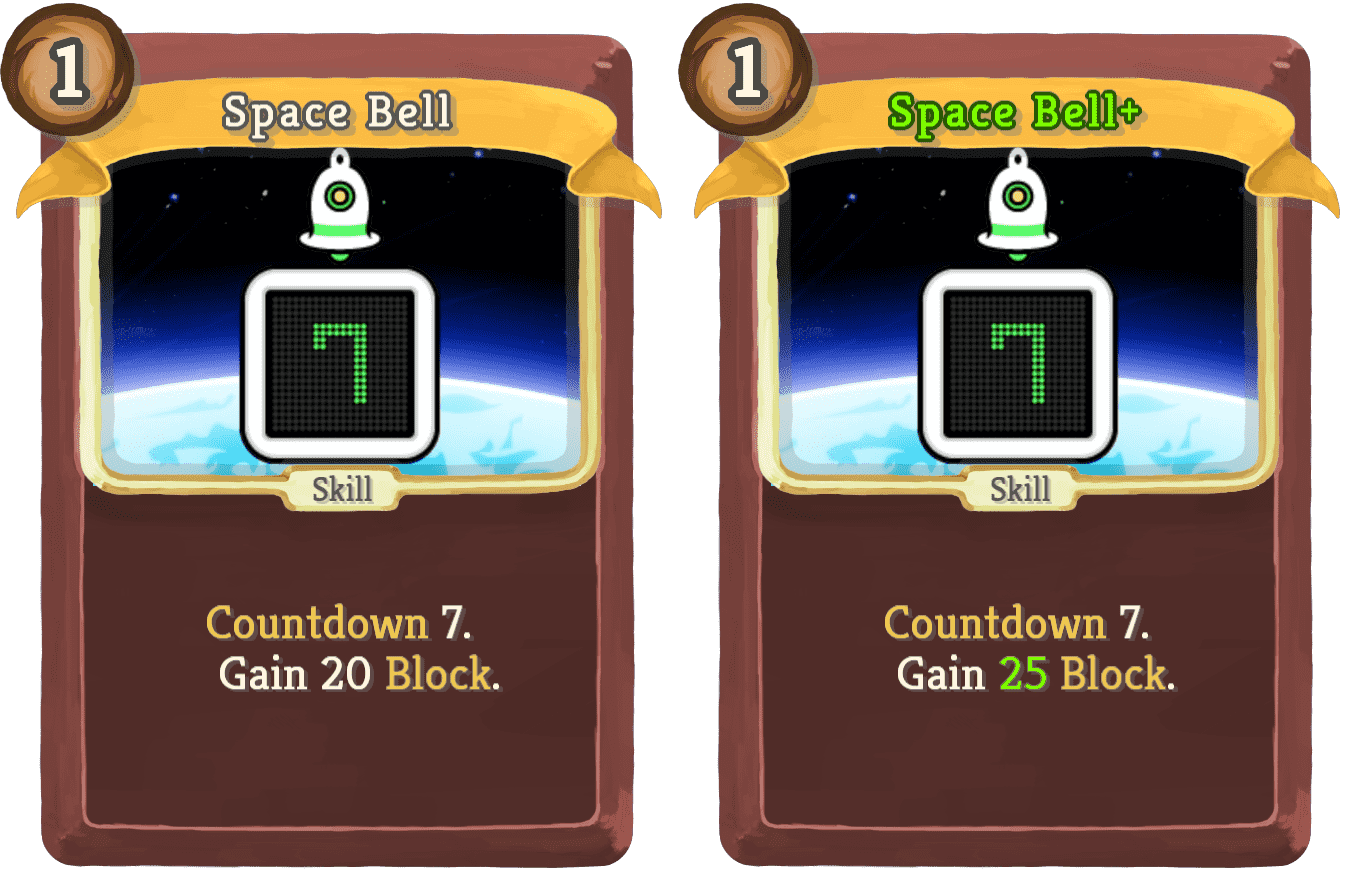 1
Space Bell
7
Skill
Countdown 7.
Gain 20 Block.
1
Space Bell+
7
Skill
Countdown 7.
Gain 25 Block.